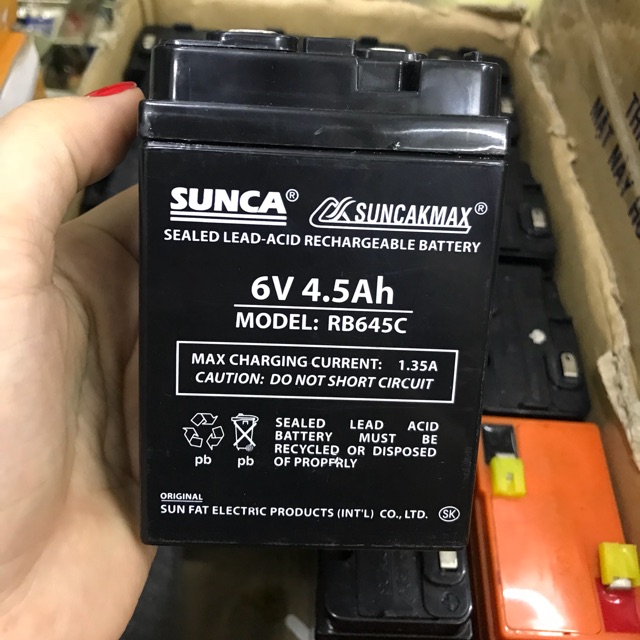 SUNCA® SUNCAKMAX®
SEALED LEAD-ACID RECHARGEABLE BATTERY
6V 4.5Ah
MODEL: RB645C
MAX CHARGING CURRENT: 1.35A
CAUTION: DO NOT SHORT CIRCUIT
SEALED LEAD ACID
BATTERY MUST BE
RECYCLED OR DISPOSED
OF PROPERLY
pb pb
ORIGINAL
SUN FAT ELECTRIC PRODUCTS (INT'L) CO., LTD. SK
MẶT NÀY